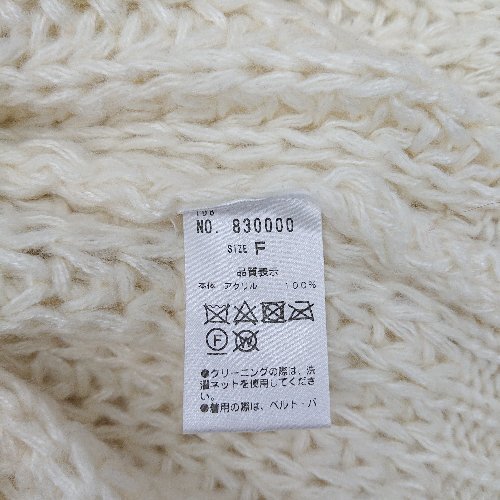 NO. 830000
SIZE F
品質表示
本体 アクリル 100%
F W
●クリーニングの際は、洗
濯ネットを使用してくださ
い。
●着用の際は、ベルト・バ